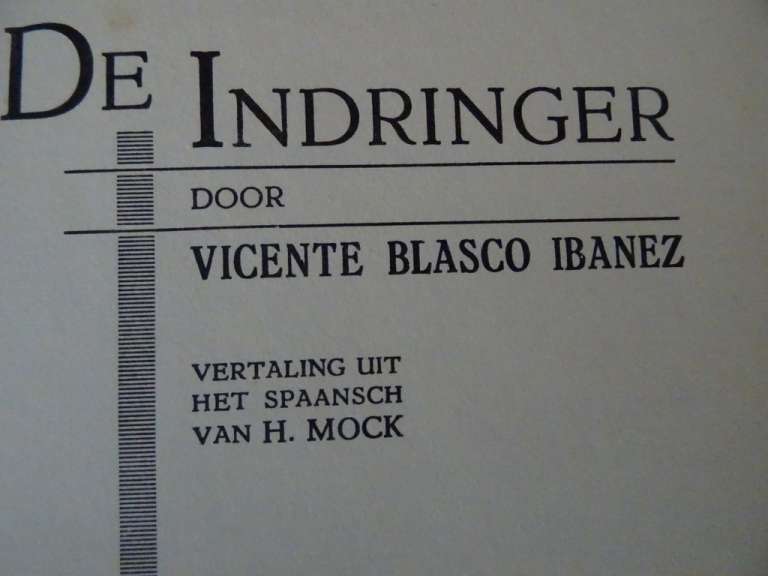 DE INDRINGER
DOOR
VICENTE BLASCO IBANEZ
VERTALING UIT
HET SPAANSCH
VAN H. MOCK